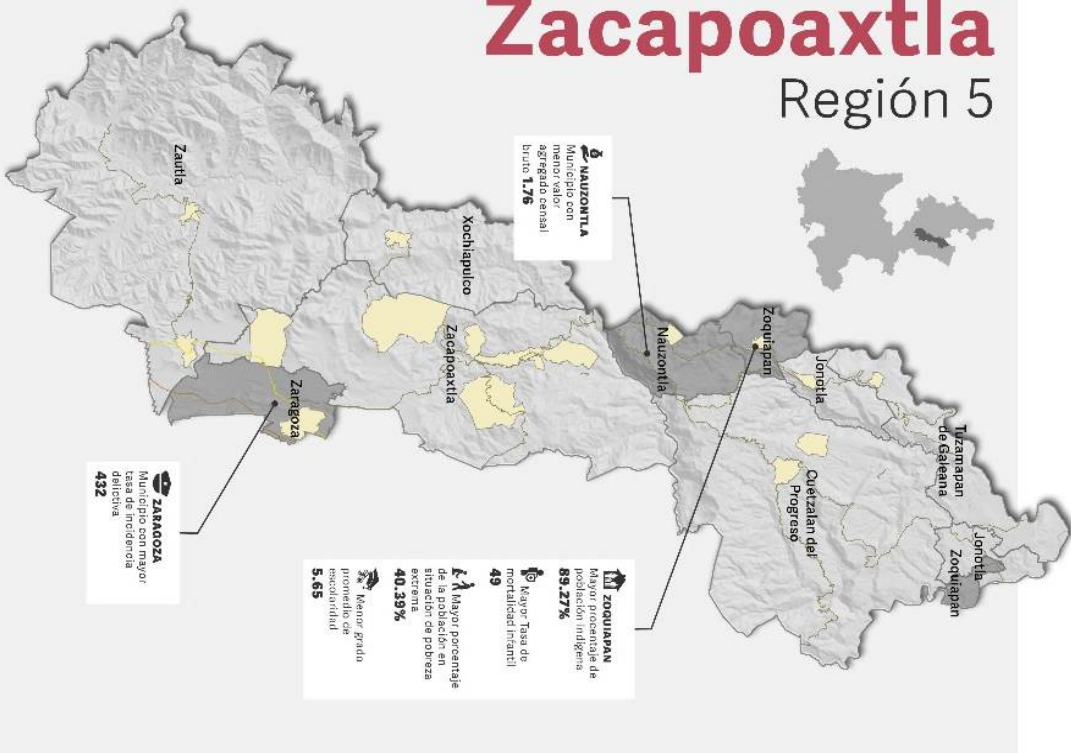 Zacapoaxtla
Región 5
NAUZONTLA
Municipio con
menor valor
agregado censal
bruto 1.76
Zautla
Xochiapulco
Zacapoaxtla
Zaragoza
Nauzontla
Zoquiapan
Jonotla
Tuzamapan
de Galeana
Cuetzalan del
Progreso
Jonotla
Zoquiapan
ZARAGOZA
Municipio con mayor
tasa de incidencia
delictiva
432
ZOQUIAPAN
Mayor procentaje de
población indígena
89.27%
Mayor Tasa de
mortalidad infantil
49
Mayor porcentaje
de la población en
situación de pobreza
extrema
40.39%
Menor grado
promedio de
escolaridad
5.65